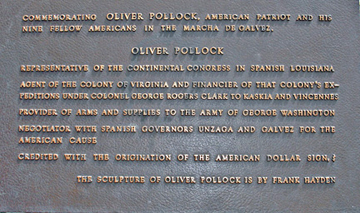 COMMEMORATING OLIVER POLLOCK, AMERICAN PATRIOT AND HIS
NINE FELLOW AMERICANS IN THE MARCHA DE GALVEZ.
OLIVER POLLOCK
REPRESENTATIVE OF THE CONTINENTAL CONGRESS IN SPANISH LOUISIANA
AGENT OF THE COLONY OF VIRGINIA AND FINANCIER OF THAT COLONY'S EX-
PEDITIONS UNDER COLONEL GEORGE ROGERS CLARK TO KASKIA AND VINCENNES
PROVIDER OF ARMS AND SUPPLIES TO THE ARMY OF GEORGE WASHINGTON
NEGOTIATOR WITH SPANISH GOVERNORS UNZAGA AND GALVEZ FOR THE
AMERICAN CAUSE
CREDITED WITH THE ORIGINATION OF THE AMERICAN DOLLAR SIGN, $
THE SCULPTURE OF OLIVER POLLOCK IS BY FRANK HAYDEN